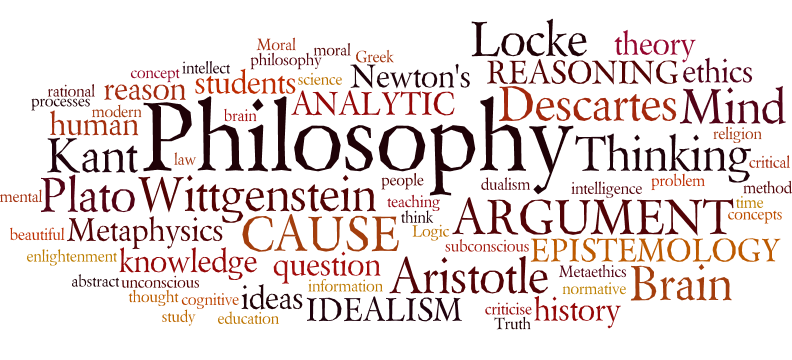 Locke theory
Moral moral Greek
philosophy
concept intellect science Newton's REASONING ethics
rational reason students
processes ANALYTIC Descartes Mind
modern brain
human religion
Kant Philosophy Thinking critical
law
mental Plato Wittgenstein people dualism intelligence problem method
teaching time
think ARGUMENT concepts
beautiful Metaphysics CAUSE Logic
subconscious EPISTEMOLOGY
enlightenment knowledge question
Aristotle Metaethics Brain
abstract unconscious information normative
thought cognitive ideas IDEALISM criticise history
study education Truth